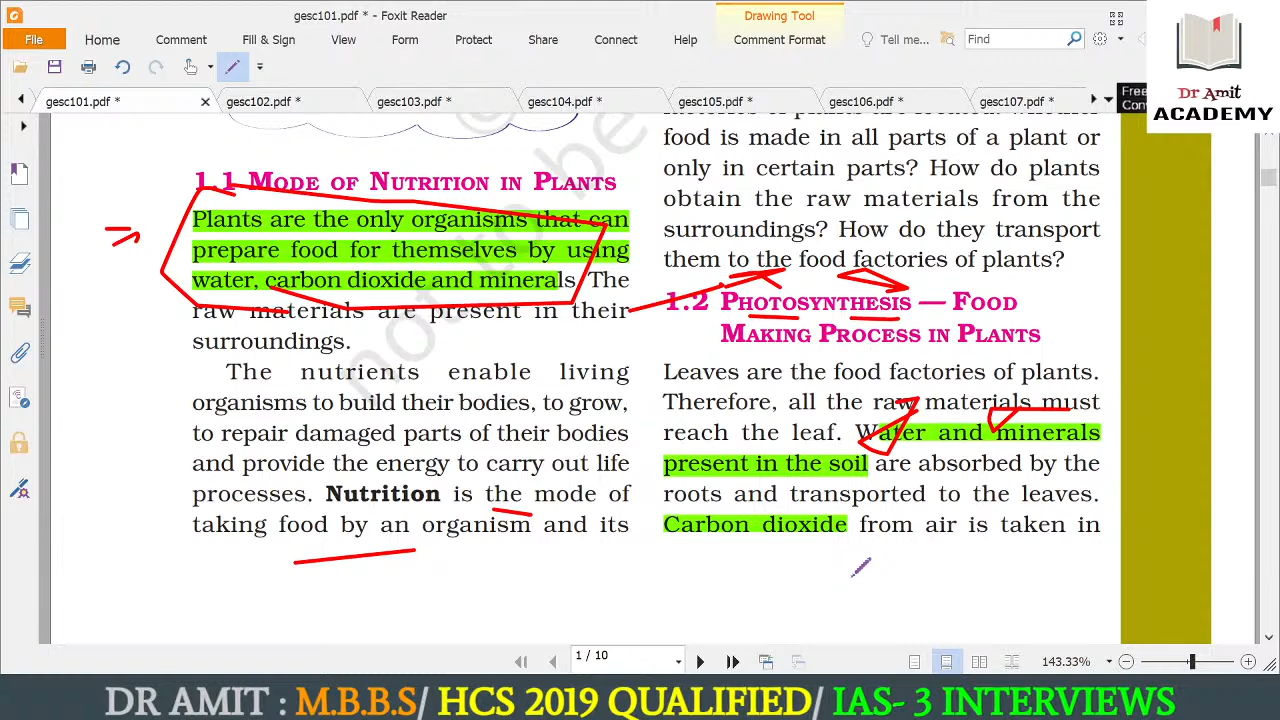 gesc101.pdf * - Foxit Reader
Drawing Tool
File Home Comment Fill & Sign View Form Protect Share Connect Help Comment Format Tell me... Find
gesc101.pdf * gesc102.pdf * gesc103.pdf * gesc104.pdf * gesc105.pdf * gesc106.pdf * gesc107.pdf *
Free
Dr Amit
ACADEMY
1.1 MODE OF NUTRITION IN PLANTS
Plants are the only organisms that can
prepare food for themselves by using
water, carbon dioxide and minerals. The
raw materials are present in their
surroundings.
The nutrients enable living
organisms to build their bodies, to grow,
to repair damaged parts of their bodies
and provide the energy to carry out life
processes. Nutrition is the mode of
taking food by an organism and its
food is made in all parts of a plant or
only in certain parts? How do plants
obtain the raw materials from the
surroundings? How do they transport
them to the food factories of plants?
1.2 PHOTOSYNTHESIS — FOOD
MAKING PROCESS IN PLANTS
Leaves are the food factories of plants.
Therefore, all the raw materials must
reach the leaf. Water and minerals
present in the soil are absorbed by the
roots and transported to the leaves.
Carbon dioxide from air is taken in
not to be
1 / 10
143.33%
DR AMIT : M.B.B.S/ HCS 2019 QUALIFIED/ IAS- 3 INTERVIEWS